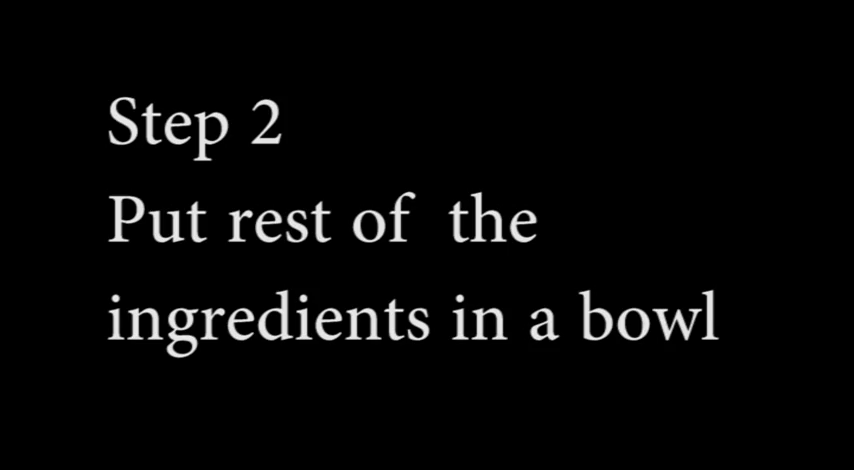 Step 2
Put rest of  the
ingredients in a bowl